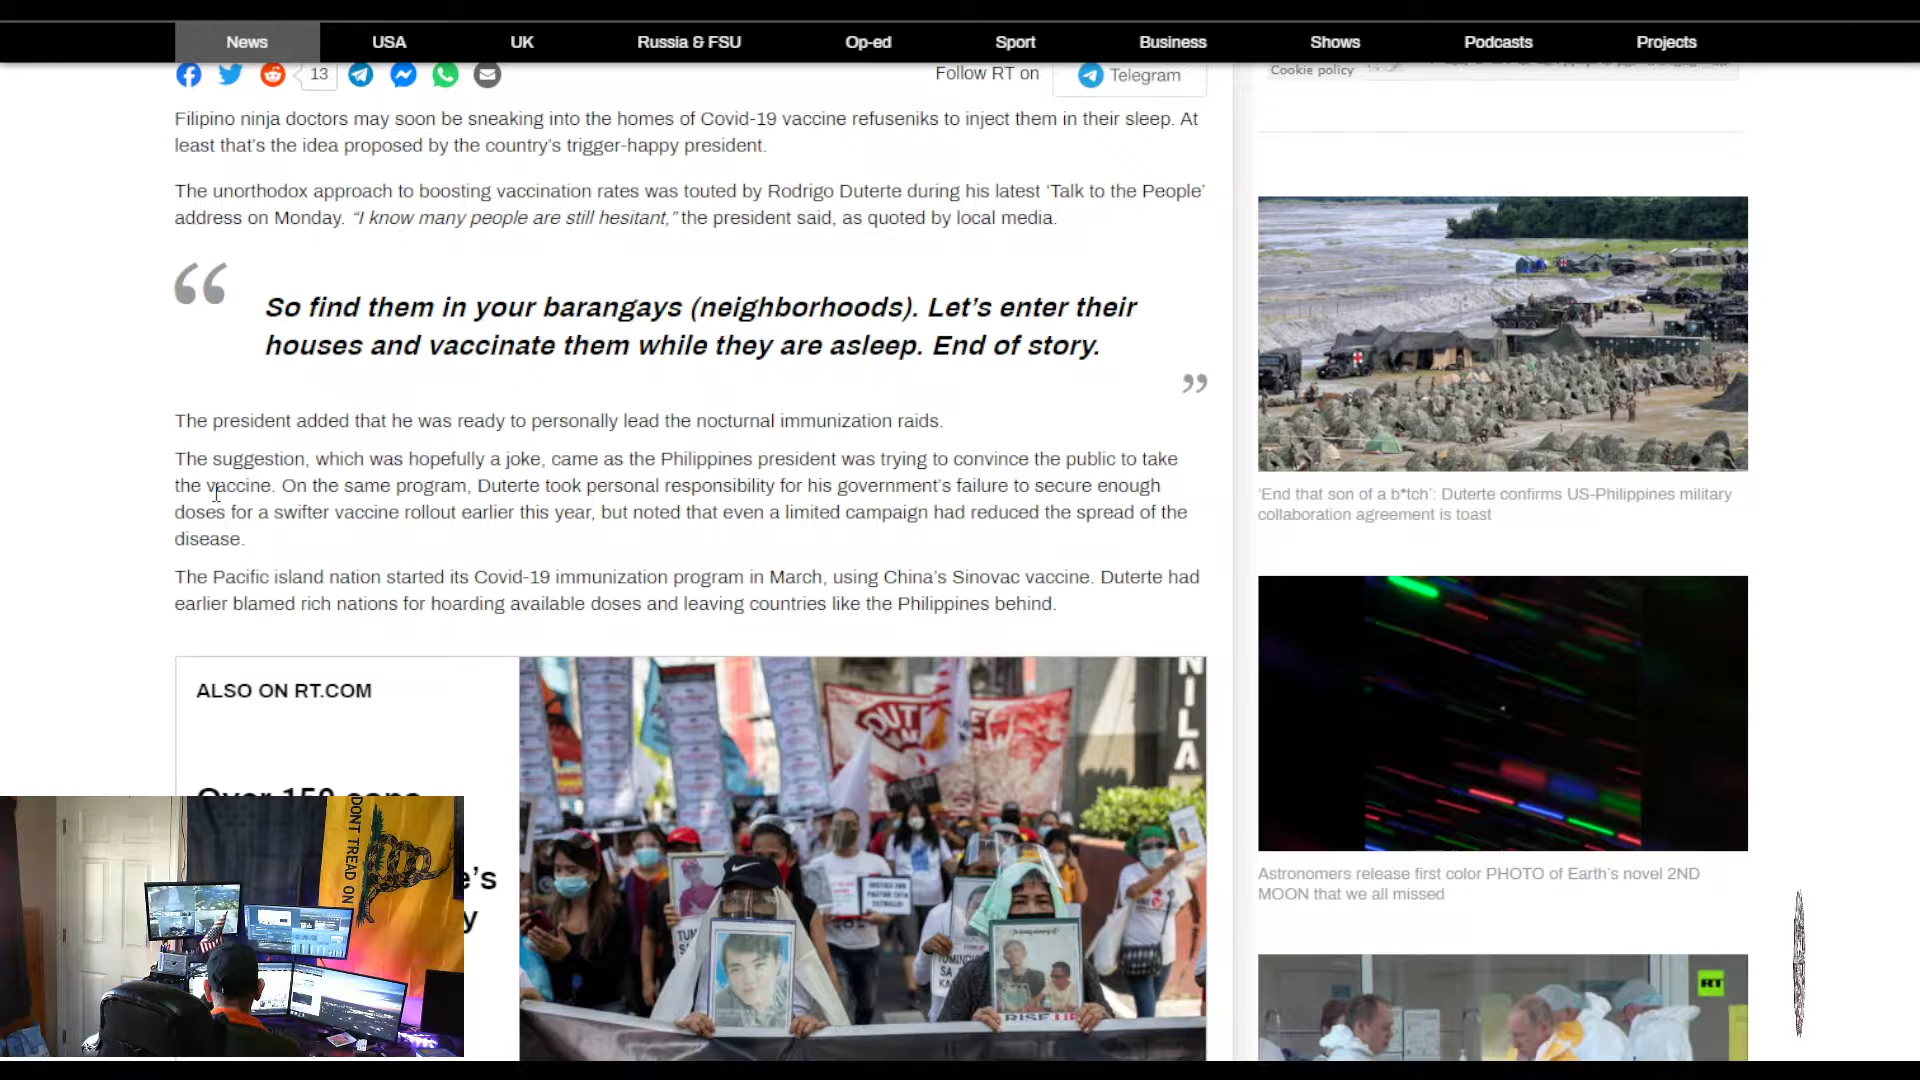 News USA UK Russia & FSU Op-ed Sport Business Shows Podcasts Projects
13
Follow RT on
Telegram
Cookie policy
Filipino ninja doctors may soon be sneaking into the homes of Covid-19 vaccine refuseniks to inject them in their sleep. At
least that’s the idea proposed by the country’s trigger-happy president.
The unorthodox approach to boosting vaccination rates was touted by Rodrigo Duterte during his latest ‘Talk to the People’
address on Monday. “I know many people are still hesitant,” the president said, as quoted by local media.
“
So find them in your barangays (neighborhoods). Let’s enter their
houses and vaccinate them while they are asleep. End of story.
”
The president added that he was ready to personally lead the nocturnal immunization raids.
The suggestion, which was hopefully a joke, came as the Philippines president was trying to convince the public to take
the vaccine. On the same program, Duterte took personal responsibility for his government’s failure to secure enough
doses for a swifter vaccine rollout earlier this year, but noted that even a limited campaign had reduced the spread of the
disease.
The Pacific island nation started its Covid-19 immunization program in March, using China’s Sinovac vaccine. Duterte had
earlier blamed rich nations for hoarding available doses and leaving countries like the Philippines behind.
ALSO ON RT.COM
Over 150 cops
e’s
y
NILA
RISE UP
DONT TREAD ON
‘End that son of a b*tch’: Duterte confirms US-Philippines military
collaboration agreement is toast
Astronomers release first color PHOTO of Earth’s novel 2ND
MOON that we all missed
RT